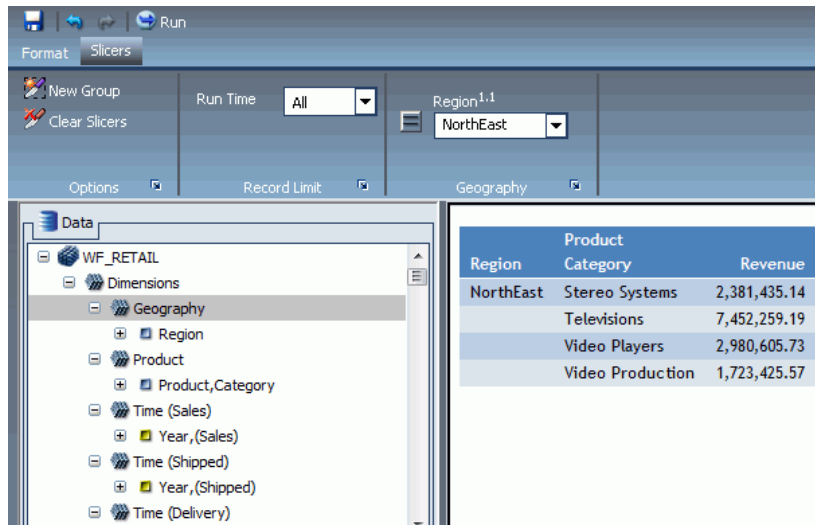 Run
Format Slicers
New Group
Clear Slicers
Options
Run Time All
Record Limit
Region1.1
NorthEast
Geography
Data
WF_RETAIL
Dimensions
Geography
Region
Product
Product,Category
Time (Sales)
Year,(Sales)
Time (Shipped)
Year,(Shipped)
Time (Delivery)
Product
Region Category Revenue
NorthEast Stereo Systems 2,381,435.14
Televisions 7,452,259.19
Video Players 2,980,605.73
Video Production 1,723,425.57